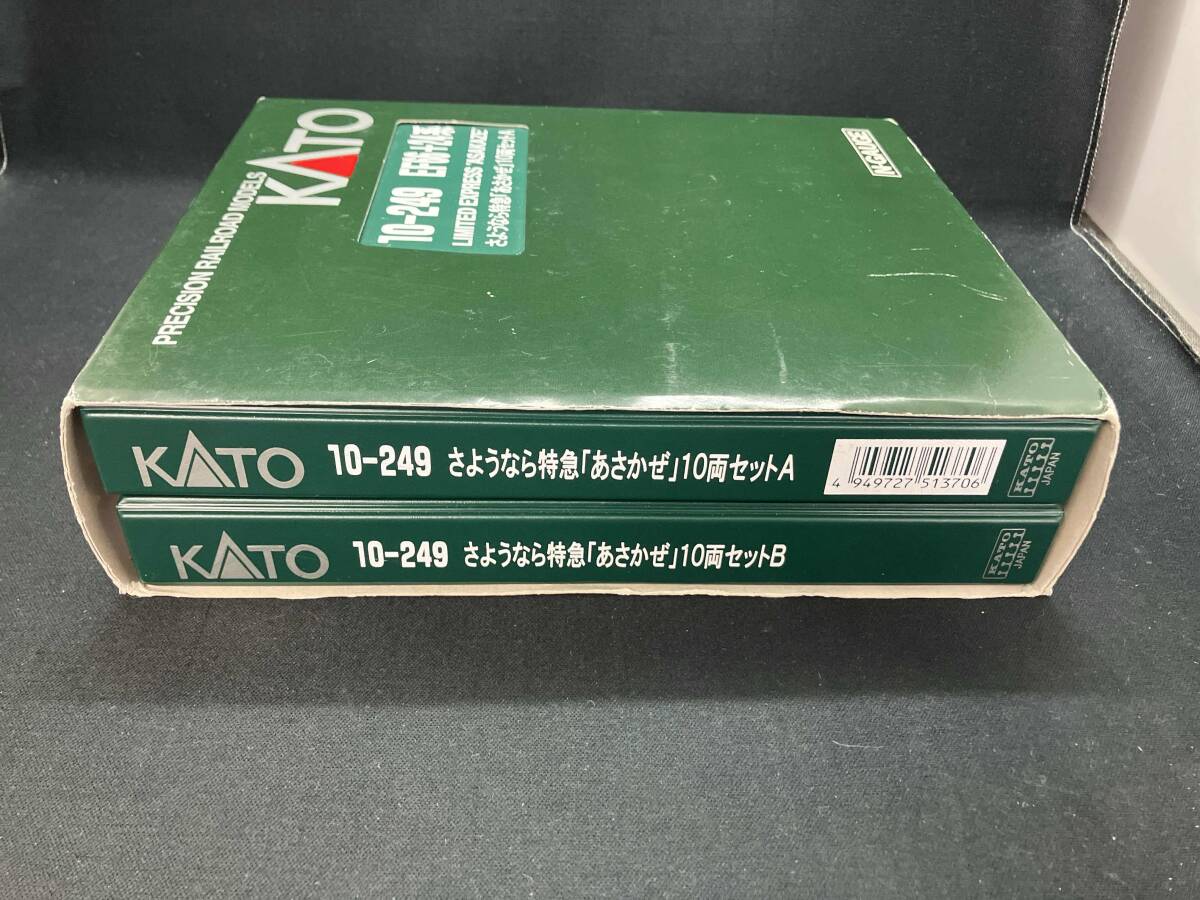 KATO
PRECISION RAILROAD MODELS
10-249 EF66+24系
LIMITED EXPRESS "ASAKAZE"
さようなら特急「あさかぜ」10両セットA
N-GAUGE
KATO 10-249 さようなら特急「あさかぜ」10両セットA
4 949727 513706
KATO
JAPAN
KATO 10-249 さようなら特急「あさかぜ」10両セットB
KATO
JAPAN